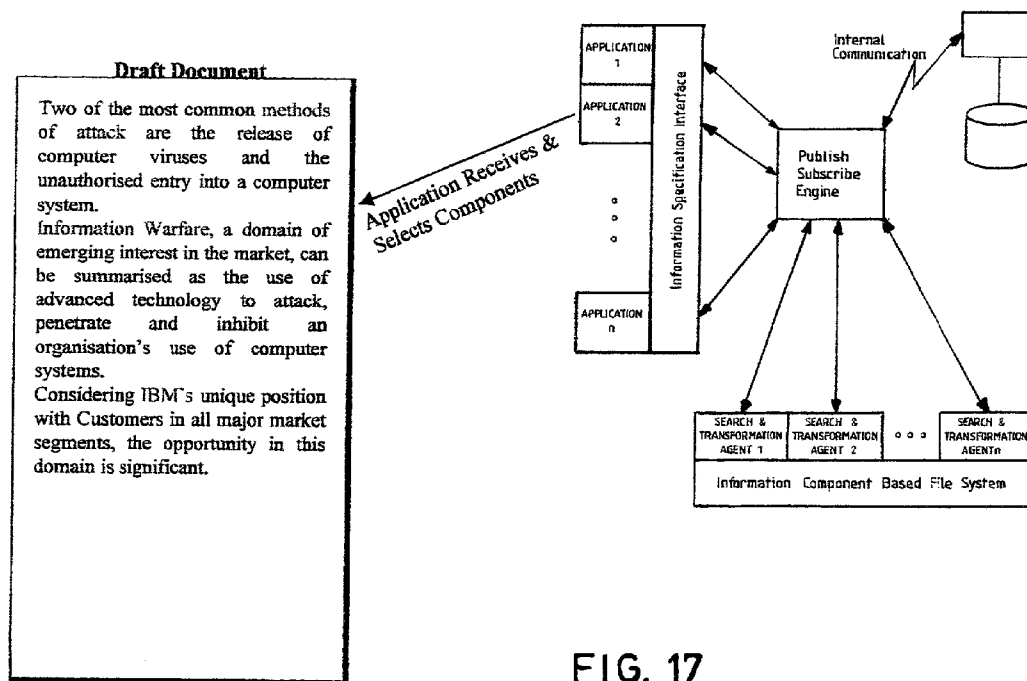 Draft Document
Two of the most common methods
of attack are the release of
computer viruses and the
unauthorised entry into a computer
system.
Information Warfare, a domain of
emerging interest in the market, can
be summarised as the use of
advanced technology to attack,
penetrate and inhibit an
organisation's use of computer
systems.
Considering IBM's unique position
with Customers in all major market
segments, the opportunity in this
domain is significant.
Application Receives &
Selects Components
APPLICATION
1
APPLICATION
2
APPLICATION
n
Information Specification Interface
Internal
Communication
Publish
Subscribe
Engine
SEARCH &
TRANSFORMATION
AGENT 1
SEARCH &
TRANSFORMATION
AGENT 2
SEARCH &
TRANSFORMATION
AGENTn
Information Component Based File System
FIG. 17